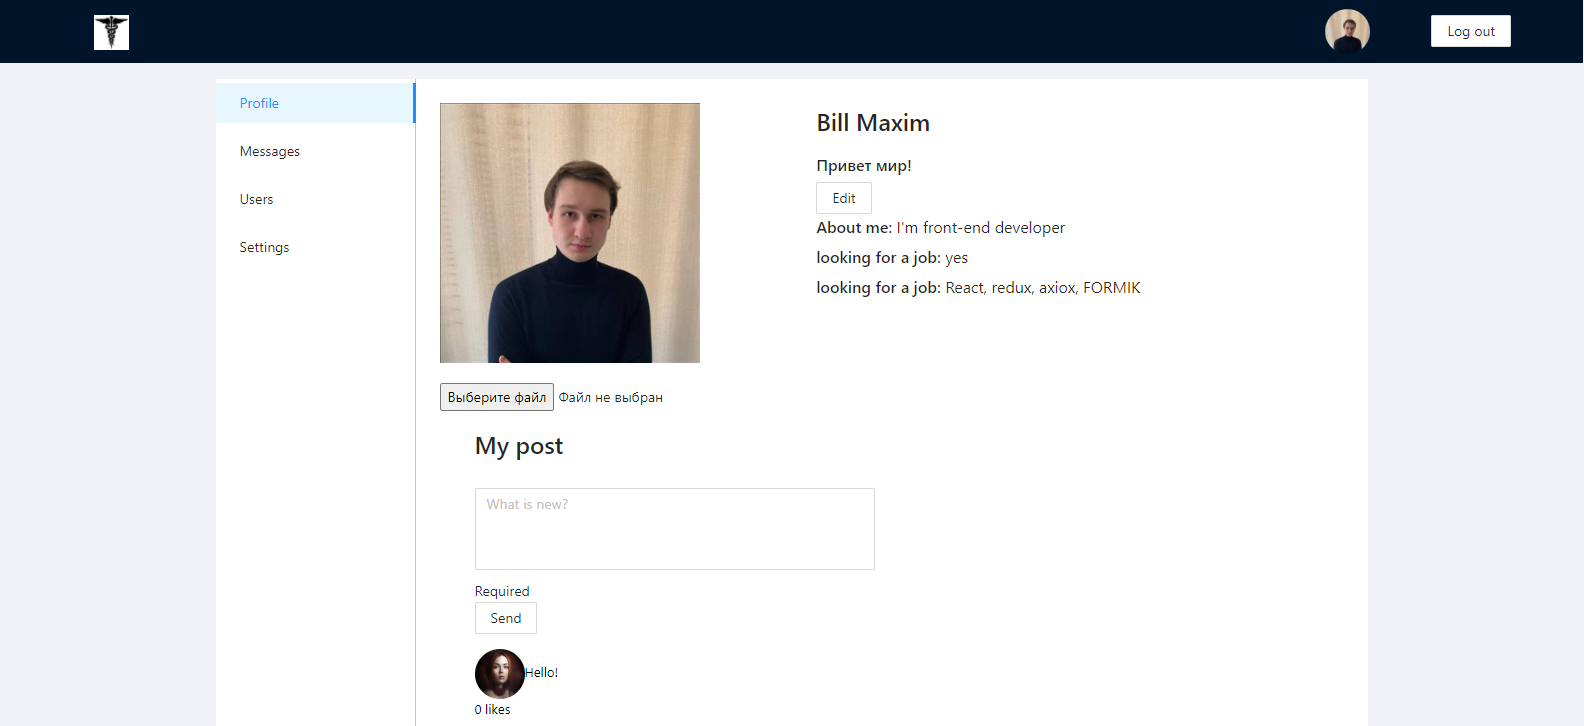 Log out
Profile
Messages
Users
Settings
Bill Maxim
Привет мир!
Edit
About me: I'm front-end developer
looking for a job: yes
looking for a job: React, redux, axiox, FORMIK
Выберите файл Файл не выбран
My post
What is new?
Required
Send
Hello!
0 likes